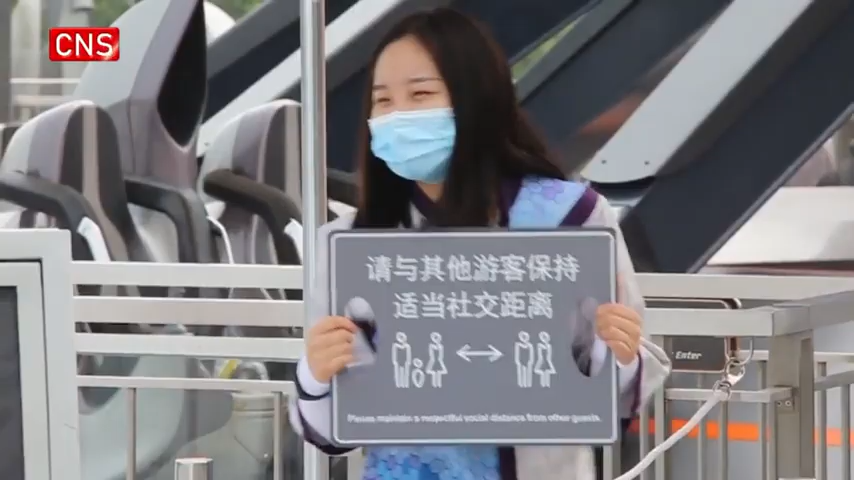 CNS
请与其他游客保持
适当社交距离
Please maintain a respectful social distance from other guests.
Enter